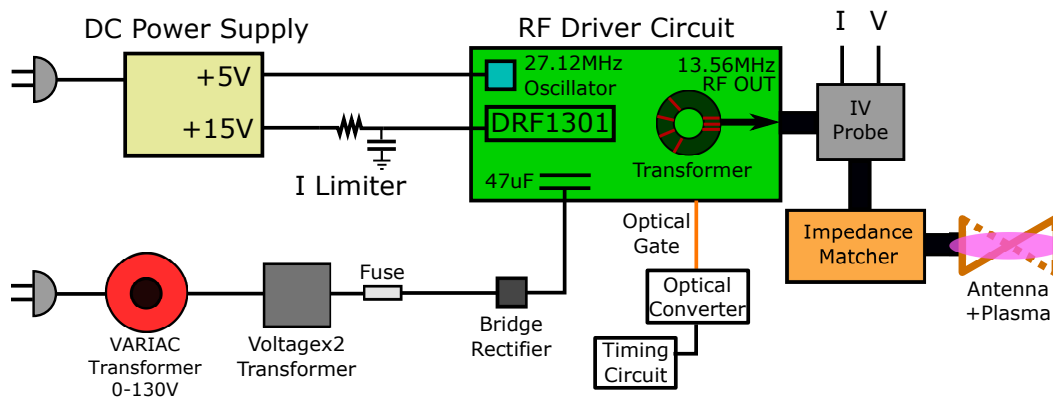 DC Power Supply
RF Driver Circuit
I V
+5V
27.12MHz
Oscillator
13.56MHz
RF OUT
IV
Probe
+15V
DRF1301
Transformer
I Limiter
47uF
Optical
Gate
Impedance
Matcher
Fuse
Optical
Converter
Antenna
+Plasma
Bridge
Rectifier
VARIAC
Transformer
0-130V
Voltagex2
Transformer
Timing
Circuit